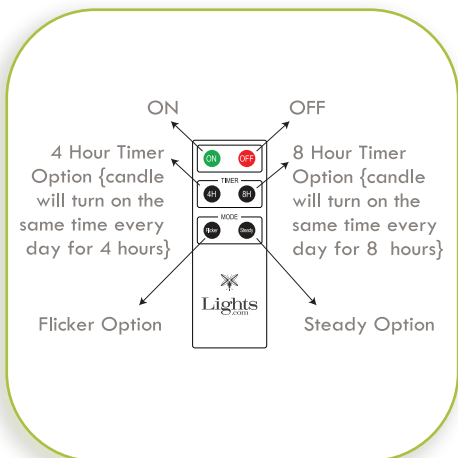 ON
OFF
4 Hour Timer
Option {candle
will turn on the
same time every
day for 4 hours}
8 Hour Timer
Option {candle
will turn on the
same time every
day for 8 hours}
ON OFF
TIMER
4H 8H
MODE
Flicker Steady
Lights
.com
Flicker Option
Steady Option